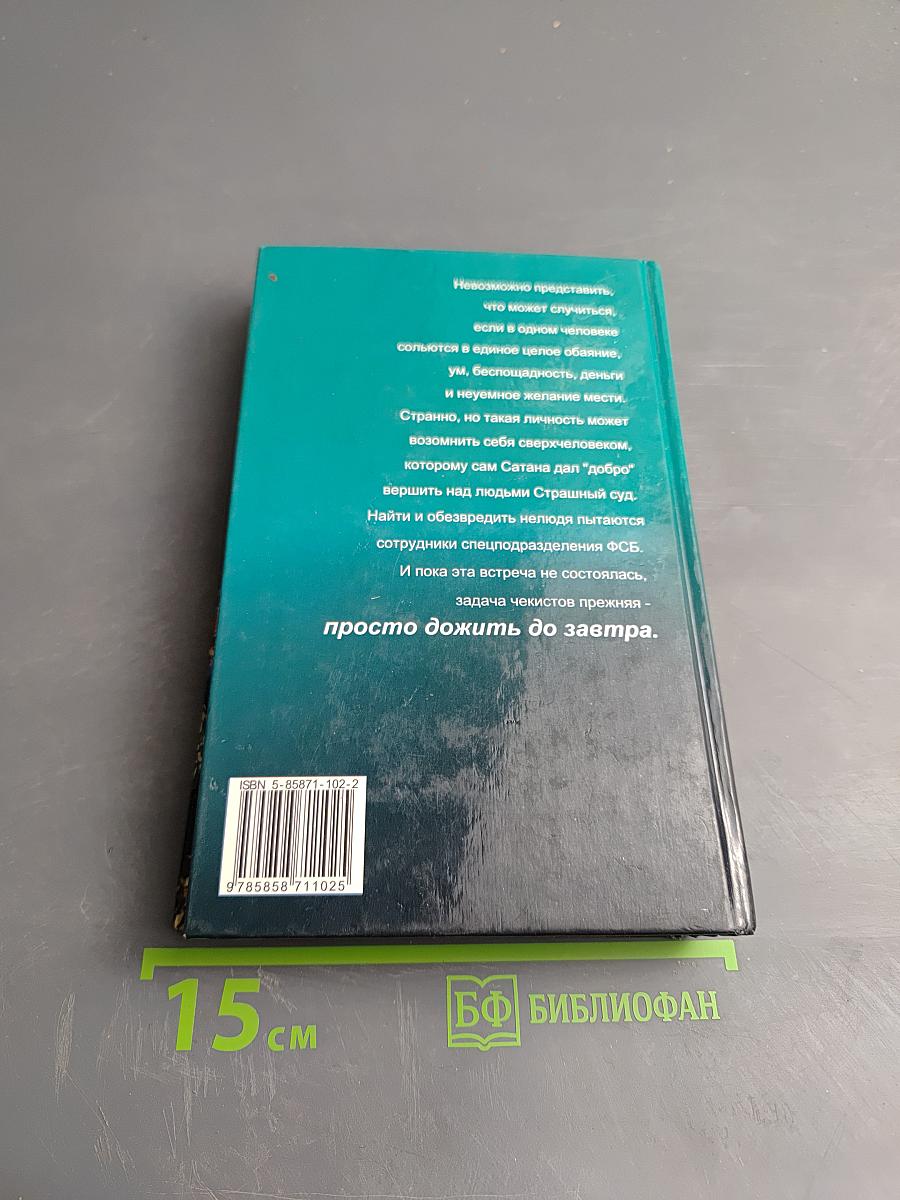 Невозможно представить,
что может случиться,
если в одном человеке
сольются в единое целое обаяние,
ум, беспощадность, деньги
и неуемное желание мести.
Странно, но такая личность может
возомнить себя сверхчеловеком,
которому сам Сатана дал "добро"
вершить над людьми Страшный суд.
Найти и обезвредить нелюдя пытаются
сотрудники спецподразделения ФСБ.
И пока эта встреча не состоялась,
задача чекистов прежняя -
просто дожить до завтра.
ISBN 5-85871-102-2
9785858711025
15 см
БФ БИБЛИОФАН